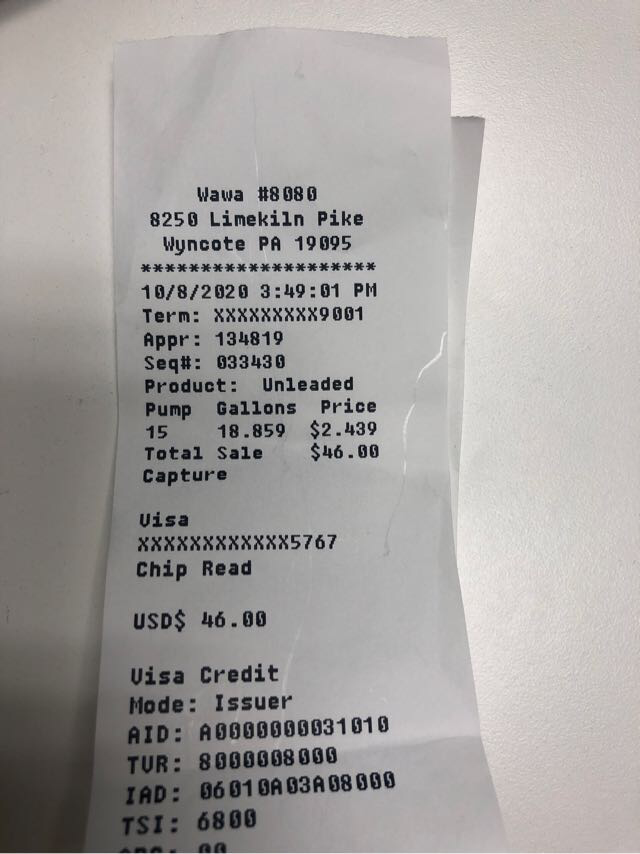 Wawa #8080
8250 Limekiln Pike
Wyncote PA 19095
********************
10/8/2020 3:49:01 PM
Term: XXXXXXXXX9001
Appr: 134819
Seq#: 033430
Product: Unleaded
Pump Gallons Price
15 18.859 $2.439
Total Sale $46.00
Capture
Visa
XXXXXXXXXXXX5767
Chip Read
USD$ 46.00
Visa Credit
Mode: Issuer
AID: A0000000031010
TVR: 8000008000
IAD: 06010A03A08000
TSI: 6800